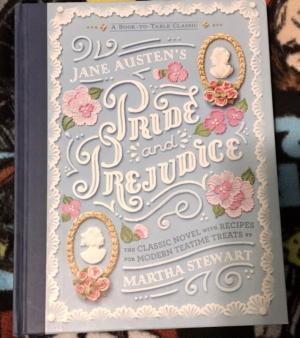 A BOOK-TO-TABLE CLASSIC
JANE AUSTEN'S
PRIDE
and
PREJUDICE
THE CLASSIC NOVEL WITH RECIPES
FOR MODERN TEATIME TREATS BY
MARTHA STEWART